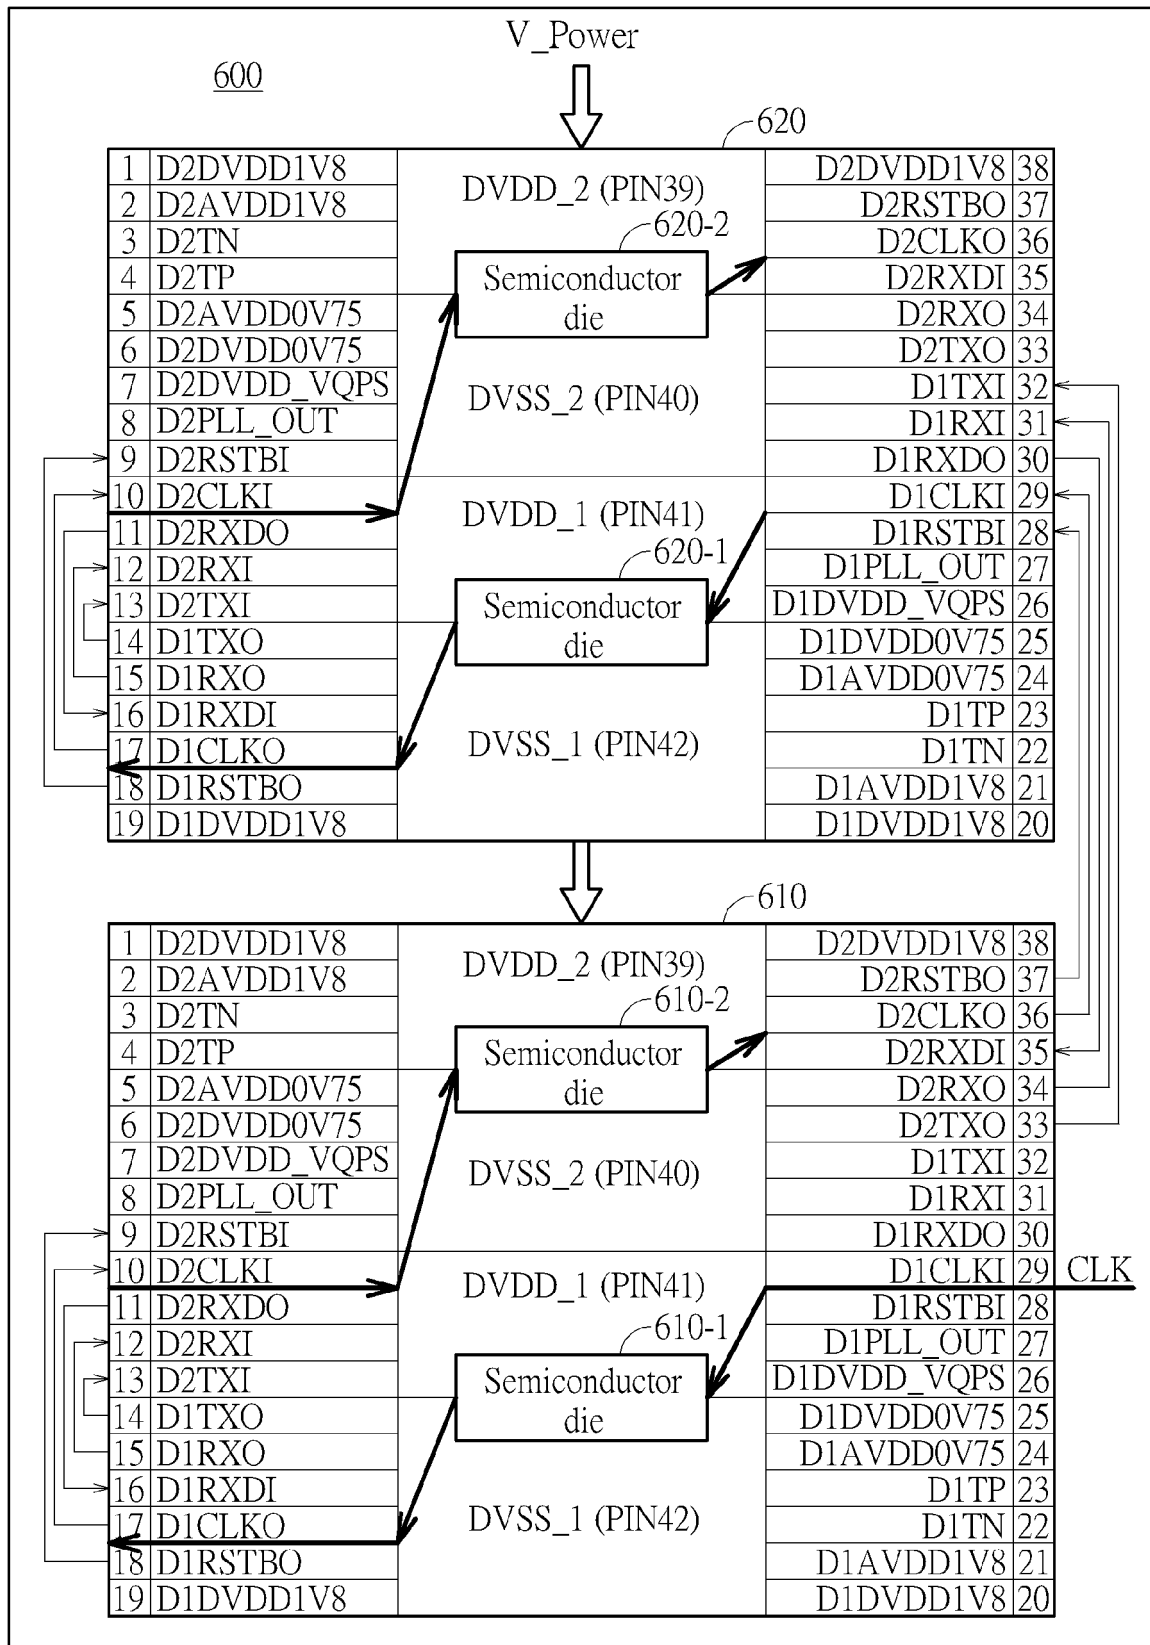 V_Power
600
620
1 D2DVDD1V8
2 D2AVDD1V8
3 D2TN
4 D2TP
5 D2AVDD0V75
6 D2DVDD0V75
7 D2DVDD_VQPS
8 D2PLL_OUT
9 D2RSTBI
10 D2CLKI
11 D2RXDO
12 D2RXI
13 D2TXI
14 D1TXO
15 D1RXO
16 D1RXDI
17 D1CLKO
18 D1RSTBO
19 D1DVDD1V8
DVDD_2 (PIN39)
620-2
Semiconductor
die
DVSS_2 (PIN40)
DVDD_1 (PIN41)
620-1
Semiconductor
die
DVSS_1 (PIN42)
D2DVDD1V8 38
D2RSTBO 37
D2CLKO 36
D2RXDI 35
D2RXO 34
D2TXO 33
D1TXI 32
D1RXI 31
D1RXDO 30
D1CLKI 29
D1RSTBI 28
D1PLL_OUT 27
D1DVDD_VQPS 26
D1DVDD0V75 25
D1AVDD0V75 24
D1TP 23
D1TN 22
D1AVDD1V8 21
D1DVDD1V8 20
610
1 D2DVDD1V8
2 D2AVDD1V8
3 D2TN
4 D2TP
5 D2AVDD0V75
6 D2DVDD0V75
7 D2DVDD_VQPS
8 D2PLL_OUT
9 D2RSTBI
10 D2CLKI
11 D2RXDO
12 D2RXI
13 D2TXI
14 D1TXO
15 D1RXO
16 D1RXDI
17 D1CLKO
18 D1RSTBO
19 D1DVDD1V8
DVDD_2 (PIN39)
610-2
Semiconductor
die
DVSS_2 (PIN40)
DVDD_1 (PIN41)
610-1
Semiconductor
die
DVSS_1 (PIN42)
D2DVDD1V8 38
D2RSTBO 37
D2CLKO 36
D2RXDI 35
D2RXO 34
D2TXO 33
D1TXI 32
D1RXI 31
D1RXDO 30
D1CLKI 29 CLK
D1RSTBI 28
D1PLL_OUT 27
D1DVDD_VQPS 26
D1DVDD0V75 25
D1AVDD0V75 24
D1TP 23
D1TN 22
D1AVDD1V8 21
D1DVDD1V8 20